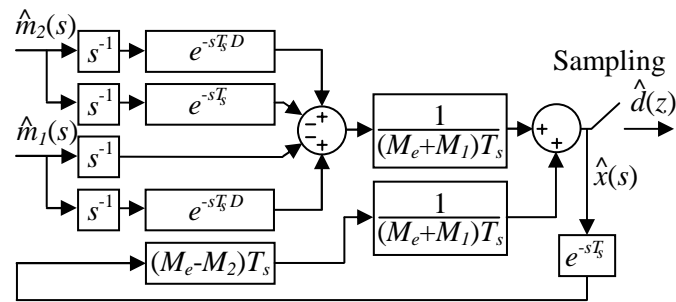 m̂₂(s)
s⁻¹
e^{-sTₛD}
s⁻¹
e^{-sTₛ}
m̂₁(s)
s⁻¹
s⁻¹
e^{-sTₛD}
+
−
−
+
1
(Mₑ+M₁)Tₛ
+
+
Sampling
d̂(z)
x̂(s)
1
(Mₑ+M₁)Tₛ
(Mₑ-M₂)Tₛ
e^{-sTₛ}